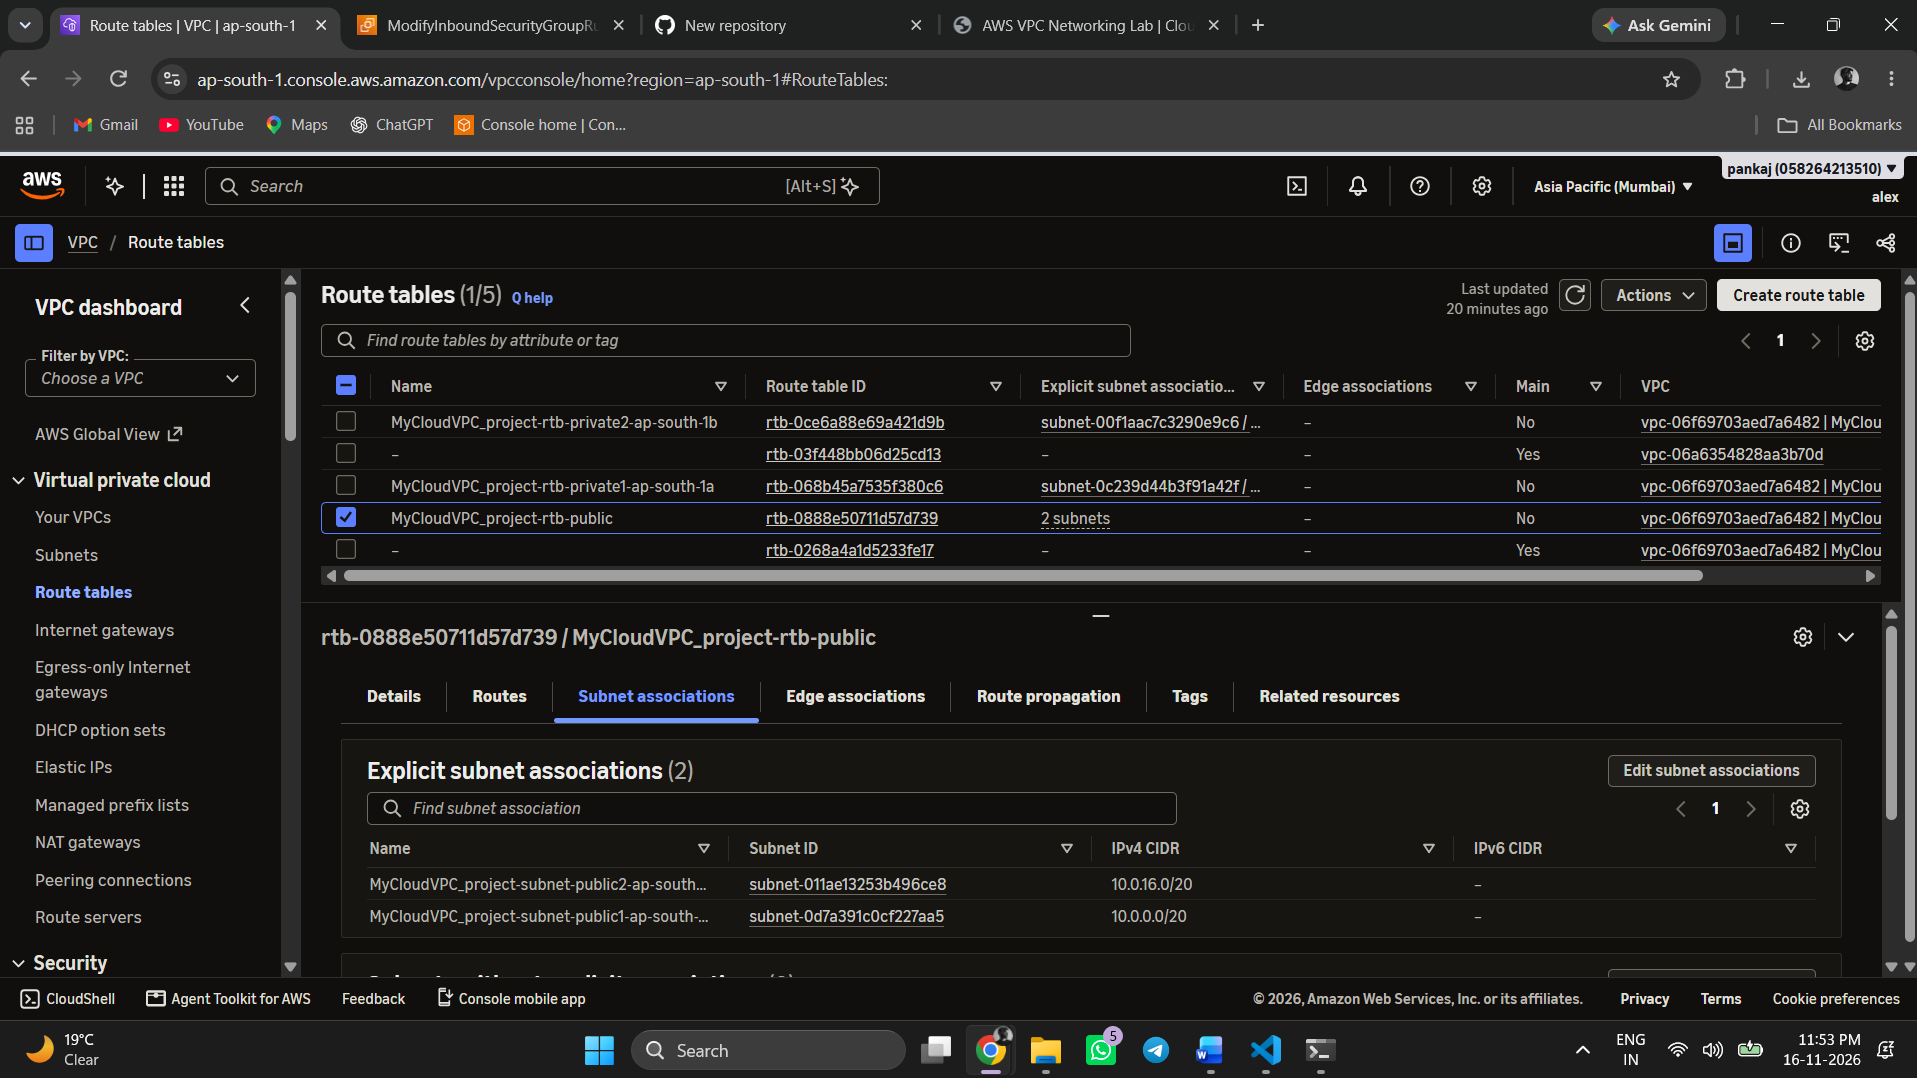 Route tables | VPC | ap-south-1
ModifyInboundSecurityGroupRu
New repository
AWS VPC Networking Lab | Clou
Ask Gemini
ap-south-1.console.aws.amazon.com/vpcconsole/home?region=ap-south-1#RouteTables:
Gmail
YouTube
Maps
ChatGPT
Console home | Con...
All Bookmarks
aws
Search
[Alt+S]
Asia Pacific (Mumbai)
pankaj (058264213510)
alex
VPC / Route tables
VPC dashboard
Filter by VPC:
Choose a VPC
AWS Global View
Virtual private cloud
Your VPCs
Subnets
Route tables
Internet gateways
Egress-only Internet
gateways
DHCP option sets
Elastic IPs
Managed prefix lists
NAT gateways
Peering connections
Route servers
Security
Route tables (1/5) Q help
Last updated
20 minutes ago
Actions
Create route table
Find route tables by attribute or tag
1
Name Route table ID Explicit subnet associatio... Edge associations Main VPC
MyCloudVPC_project-rtb-private2-ap-south-1b rtb-0ce6a88e69a421d9b subnet-00f1aac7c3290e9c6 / ... – No vpc-06f69703aed7a6482 | MyClou
– rtb-03f448bb06d25cd13 – – Yes vpc-06a6354828aa3b70d
MyCloudVPC_project-rtb-private1-ap-south-1a rtb-068b45a7535f380c6 subnet-0c239d44b3f91a42f / ... – No vpc-06f69703aed7a6482 | MyClou
MyCloudVPC_project-rtb-public rtb-0888e50711d57d739 2 subnets – No vpc-06f69703aed7a6482 | MyClou
– rtb-0268a4a1d5233fe17 – – Yes vpc-06f69703aed7a6482 | MyClou
rtb-0888e50711d57d739 / MyCloudVPC_project-rtb-public
Details Routes Subnet associations Edge associations Route propagation Tags Related resources
Explicit subnet associations (2)
Edit subnet associations
Find subnet association
1
Name Subnet ID IPv4 CIDR IPv6 CIDR
MyCloudVPC_project-subnet-public2-ap-south... subnet-011ae13253b496ce8 10.0.16.0/20 –
MyCloudVPC_project-subnet-public1-ap-south-... subnet-0d7a391c0cf227aa5 10.0.0.0/20 –
CloudShell
Agent Toolkit for AWS
Feedback
Console mobile app
© 2026, Amazon Web Services, Inc. or its affiliates.
Privacy
Terms
Cookie preferences
19°C
Clear
Search
5
ENG
IN
11:53 PM
16-11-2026